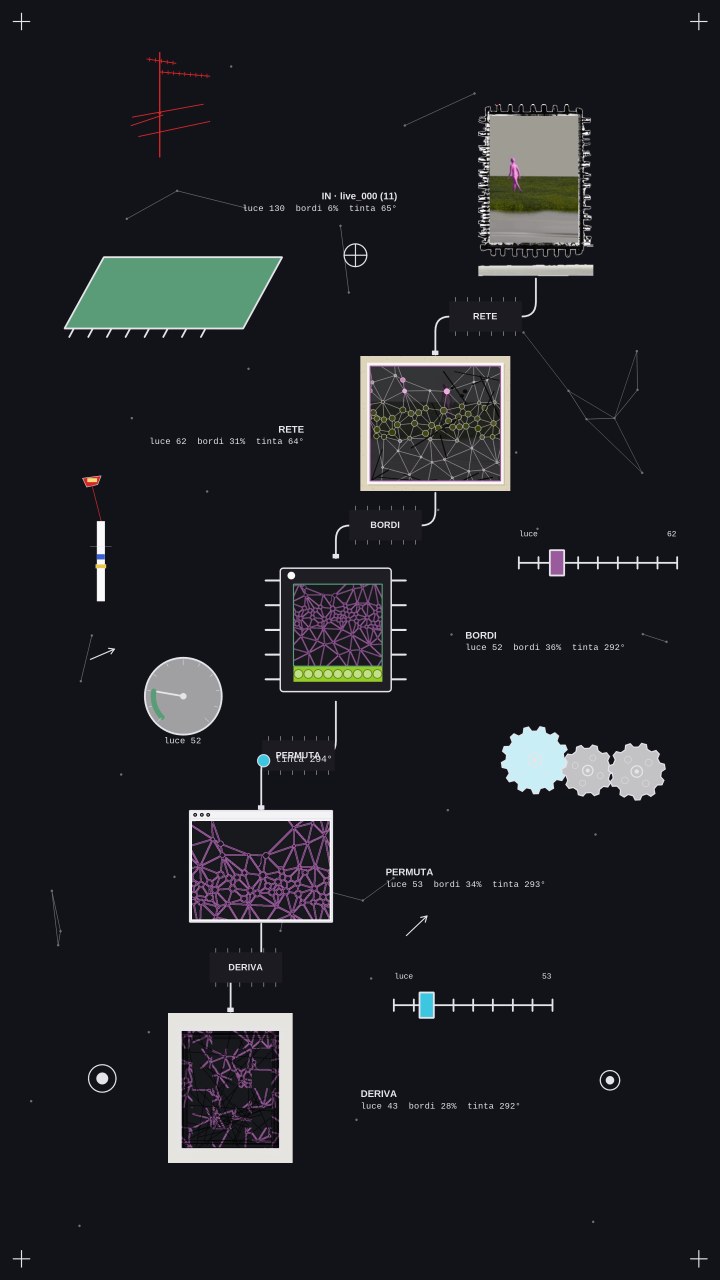 IN · live_000 (11)
luce 130 bordi 6% tinta 65°
RETE
RETE
luce 62 bordi 31% tinta 64°
BORDI
luce 62
BORDI
luce 52 bordi 36% tinta 292°
luce 52
PERMUTA
tinta 294°
PERMUTA
luce 53 bordi 34% tinta 293°
DERIVA
luce 53
DERIVA
luce 43 bordi 28% tinta 292°